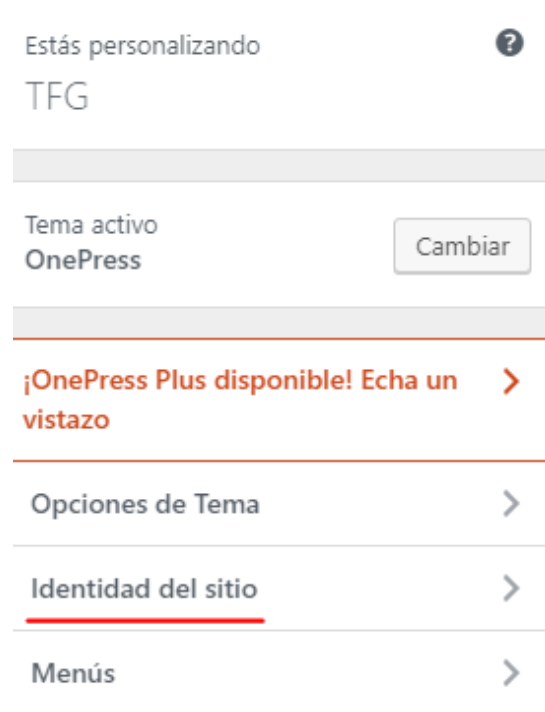 Estás personalizando
TFG
Tema activo
OnePress
Cambiar
¡OnePress Plus disponible! Echa un
vistazo
Opciones de Tema
Identidad del sitio
Menús